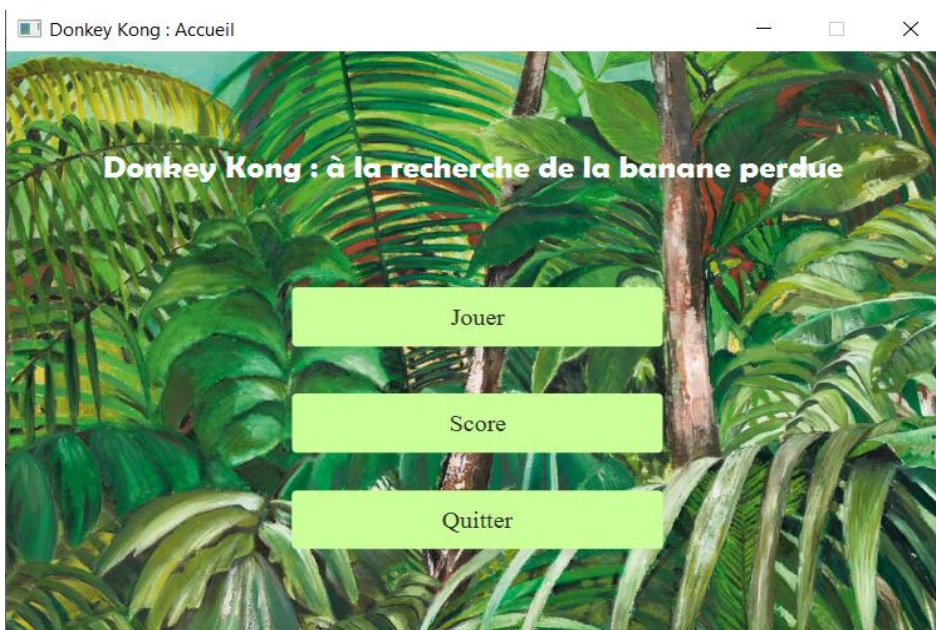 Donkey Kong : Accueil
Donkey Kong : à la recherche de la banane perdue
Jouer
Score
Quitter